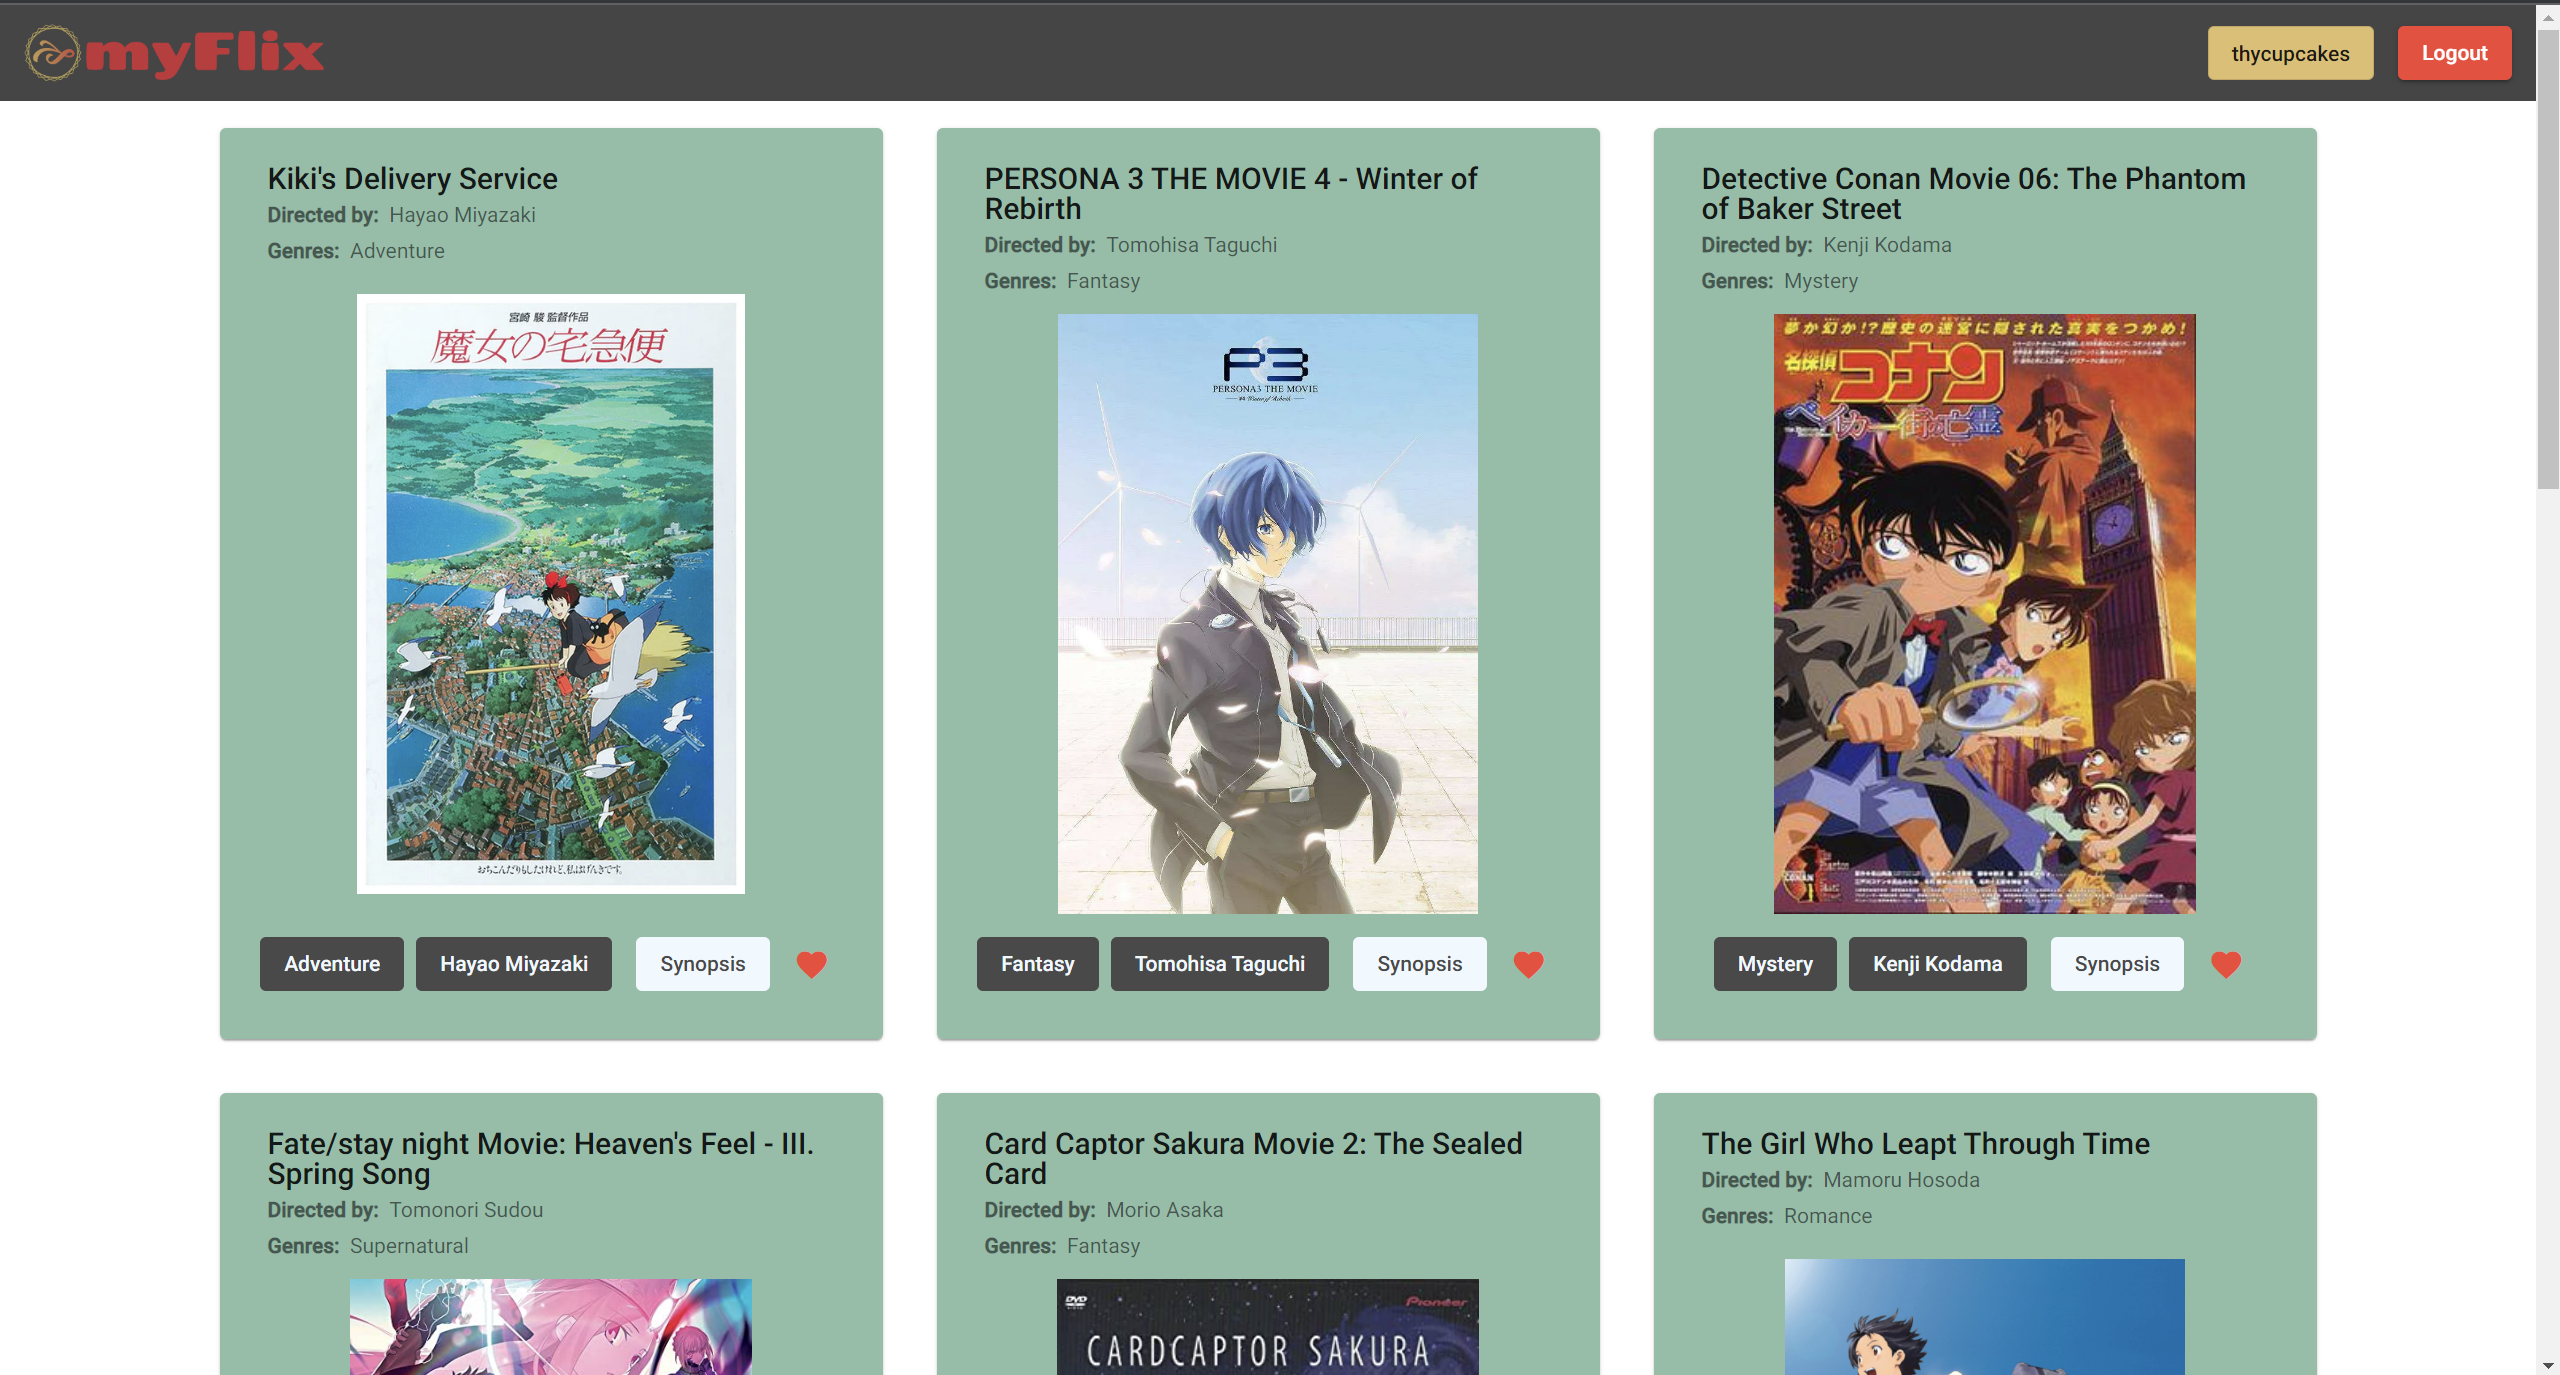 myFlix
thycupcakes
Logout
Kiki's Delivery Service
Directed by: Hayao Miyazaki
Genres: Adventure
宮崎 駿 監督作品
魔女の宅急便
おちこんだりもしたけれど、私はげんきです。
Adventure
Hayao Miyazaki
Synopsis
PERSONA 3 THE MOVIE 4 - Winter of
Rebirth
Directed by: Tomohisa Taguchi
Genres: Fantasy
P3
PERSONA3 THE MOVIE
#4 Winter of Rebirth
Fantasy
Tomohisa Taguchi
Synopsis
Detective Conan Movie 06: The Phantom
of Baker Street
Directed by: Kenji Kodama
Genres: Mystery
夢か幻か!?歴史の迷宮に隠された真実をつかめ!
名探偵
コナン
ベイカー街の亡霊
CONAN
Mystery
Kenji Kodama
Synopsis
Fate/stay night Movie: Heaven's Feel - III.
Spring Song
Directed by: Tomonori Sudou
Genres: Supernatural
Card Captor Sakura Movie 2: The Sealed
Card
Directed by: Morio Asaka
Genres: Fantasy
DVD
Pioneer
CARDCAPTOR SAKURA
The Girl Who Leapt Through Time
Directed by: Mamoru Hosoda
Genres: Romance